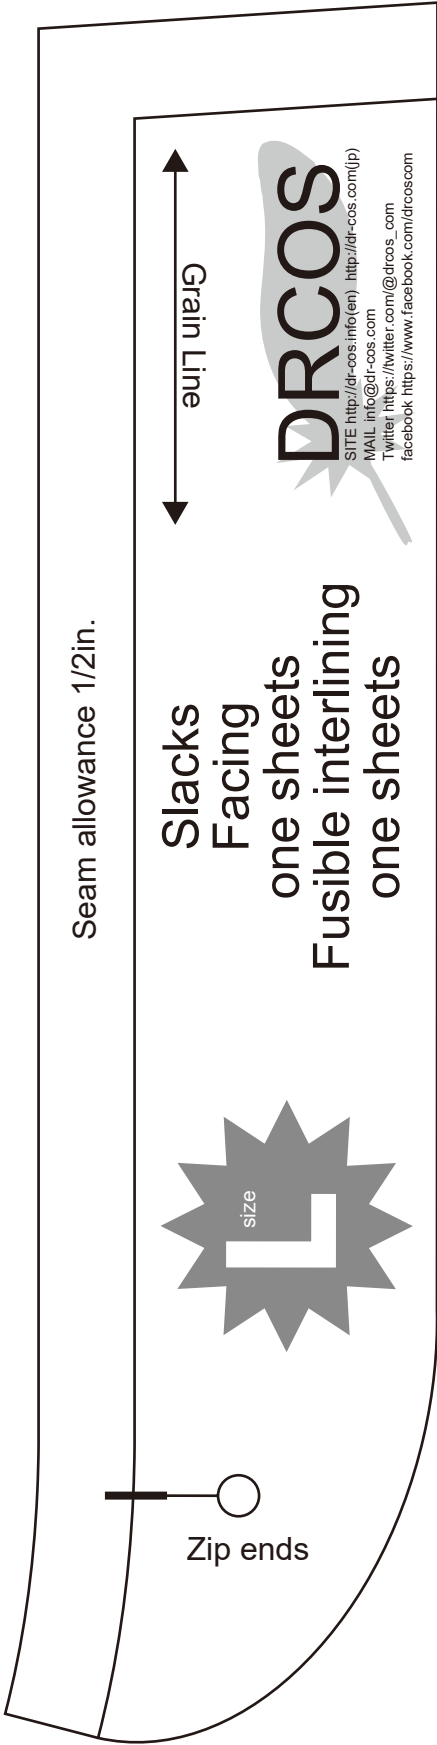 Grain Line
DRCOS
SITE http://dr-cos.info(en) http://dr-cos.com(jp)
MAIL info@dr-cos.com
Twitter https://twitter.com/@drcos_com
facebook https://www.facebook.com/drcoscom
Seam allowance 1/2in.
Slacks
Facing
one sheets
Fusible interlining
one sheets
size
L
Zip ends